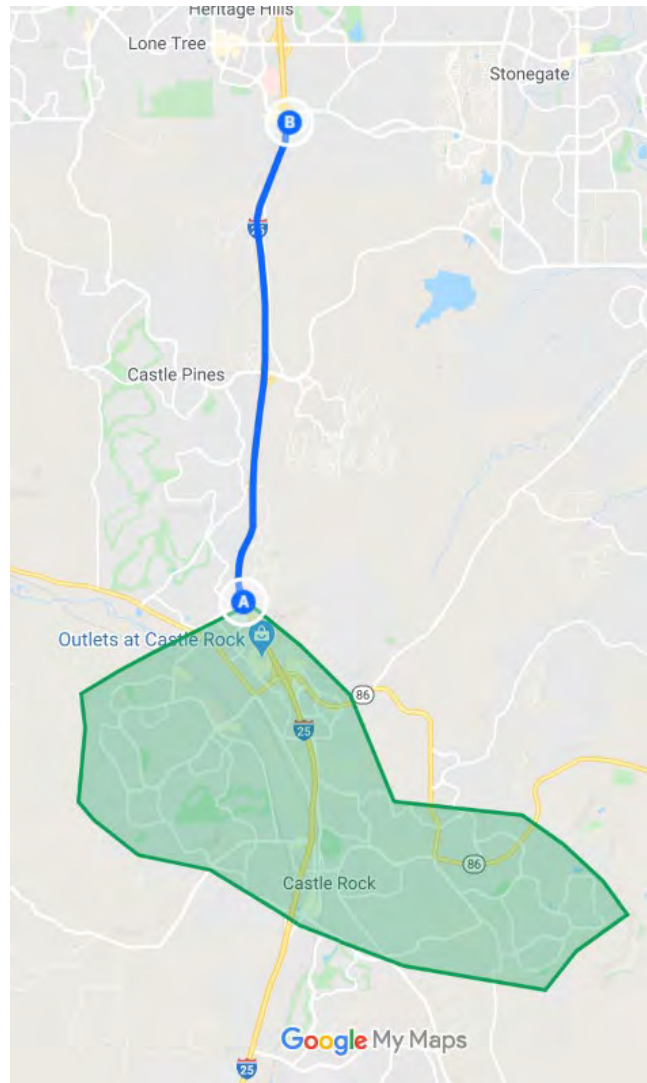 Heritage Hills
Lone Tree
Stonegate
B
25
Castle Pines
A
Outlets at Castle Rock
86
25
86
Castle Rock
Google My Maps
25